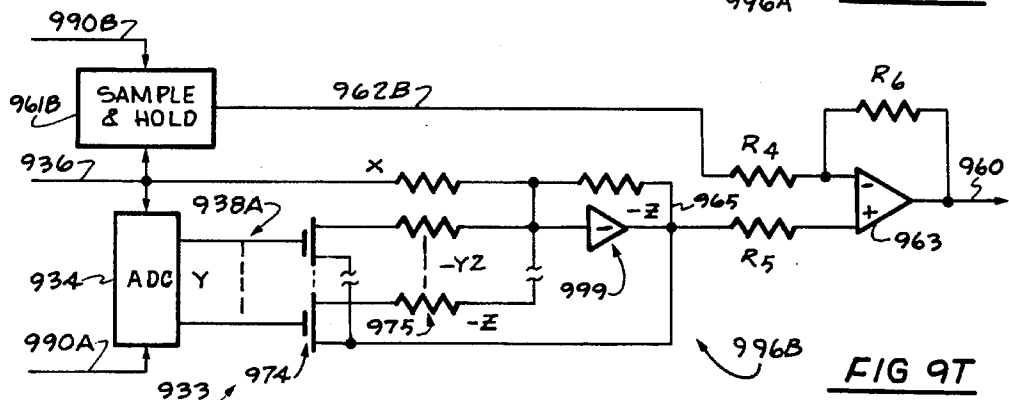 996A
990B
SAMPLE
& HOLD
961B
962B
R6
R4
936
X
960
938A
-Z
965
-
+
963
R5
934
ADC
Y
-YZ
-
999
975
-Z
990A
974
933
996B
FIG 9T